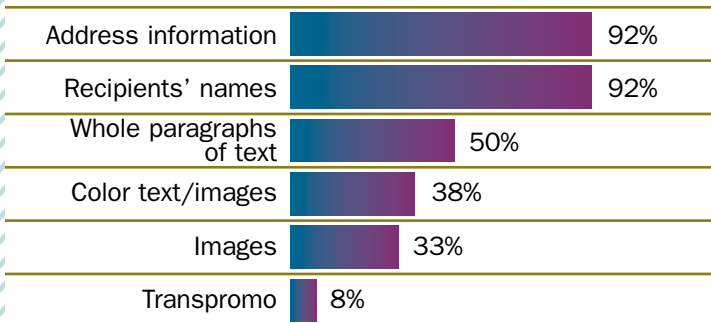 Address information 92%
Recipients’ names 92%
Whole paragraphs
of text 50%
Color text/images 38%
Images 33%
Transpromo 8%